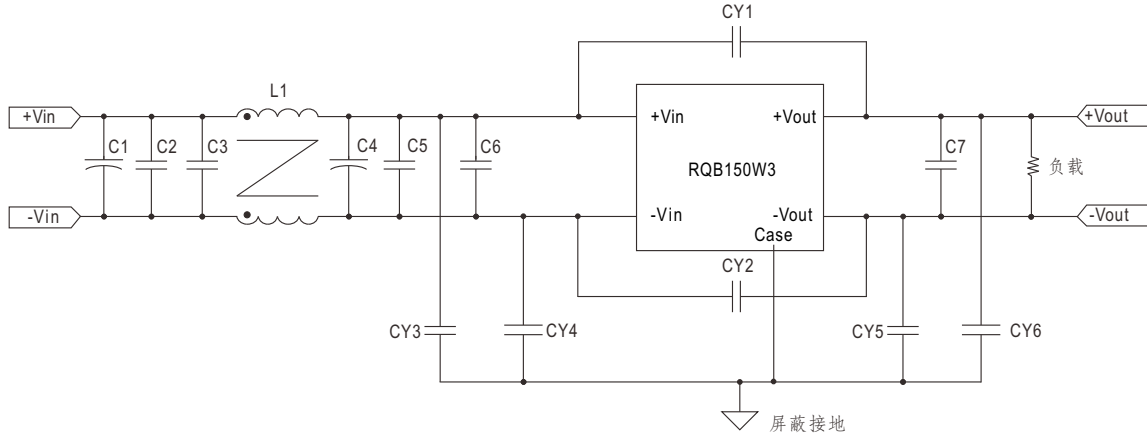 CY1
L1
+Vin
C1
C2
C3
C4
C5
C6
+Vin
+Vout
C7
+Vout
RQB150W3
负载
-Vin
-Vin
-Vout
-Vout
Case
CY2
CY3
CY4
CY5
CY6
屏蔽接地